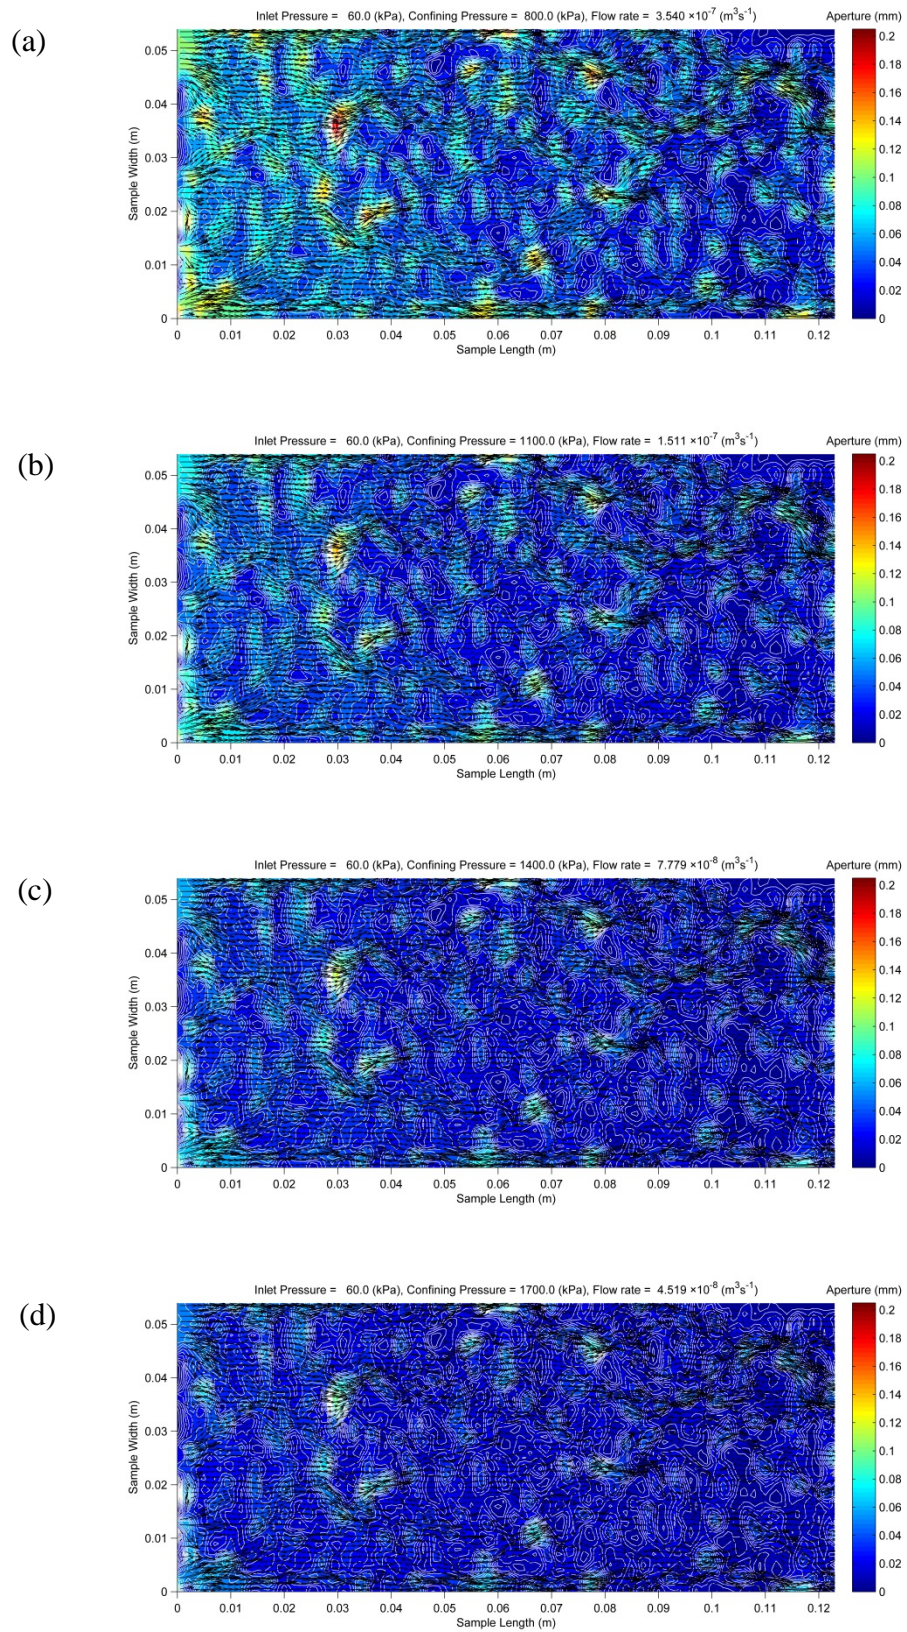 (a)
Inlet Pressure = 60.0 (kPa), Confining Pressure = 800.0 (kPa), Flow rate = 3.540 ×10⁻⁷ (m³s⁻¹)
Aperture (mm)
0.05
0.04
0.03
0.02
0.01
0
Sample Width (m)
0 0.01 0.02 0.03 0.04 0.05 0.06 0.07 0.08 0.09 0.1 0.11 0.12
Sample Length (m)
0.2
0.18
0.16
0.14
0.12
0.1
0.08
0.06
0.04
0.02
0
(b)
Inlet Pressure = 60.0 (kPa), Confining Pressure = 1100.0 (kPa), Flow rate = 1.511 ×10⁻⁷ (m³s⁻¹)
Aperture (mm)
0.05
0.04
0.03
0.02
0.01
0
Sample Width (m)
0 0.01 0.02 0.03 0.04 0.05 0.06 0.07 0.08 0.09 0.1 0.11 0.12
Sample Length (m)
0.2
0.18
0.16
0.14
0.12
0.1
0.08
0.06
0.04
0.02
0
(c)
Inlet Pressure = 60.0 (kPa), Confining Pressure = 1400.0 (kPa), Flow rate = 7.779 ×10⁻⁸ (m³s⁻¹)
Aperture (mm)
0.05
0.04
0.03
0.02
0.01
0
Sample Width (m)
0 0.01 0.02 0.03 0.04 0.05 0.06 0.07 0.08 0.09 0.1 0.11 0.12
Sample Length (m)
0.2
0.18
0.16
0.14
0.12
0.1
0.08
0.06
0.04
0.02
0
(d)
Inlet Pressure = 60.0 (kPa), Confining Pressure = 1700.0 (kPa), Flow rate = 4.519 ×10⁻⁸ (m³s⁻¹)
Aperture (mm)
0.05
0.04
0.03
0.02
0.01
0
Sample Width (m)
0 0.01 0.02 0.03 0.04 0.05 0.06 0.07 0.08 0.09 0.1 0.11 0.12
Sample Length (m)
0.2
0.18
0.16
0.14
0.12
0.1
0.08
0.06
0.04
0.02
0